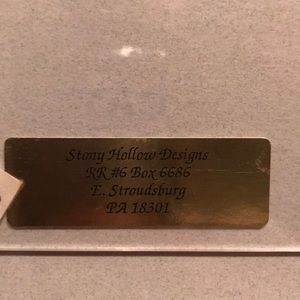 Stony Hollow Designs
RR #6 Box 6686
E. Stroudsburg
PA 18301